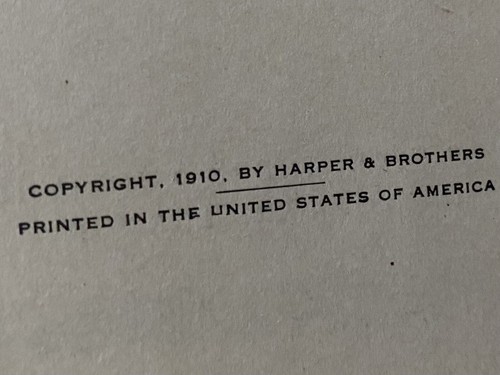 COPYRIGHT, 1910, BY HARPER & BROTHERS
PRINTED IN THE UNITED STATES OF AMERICA